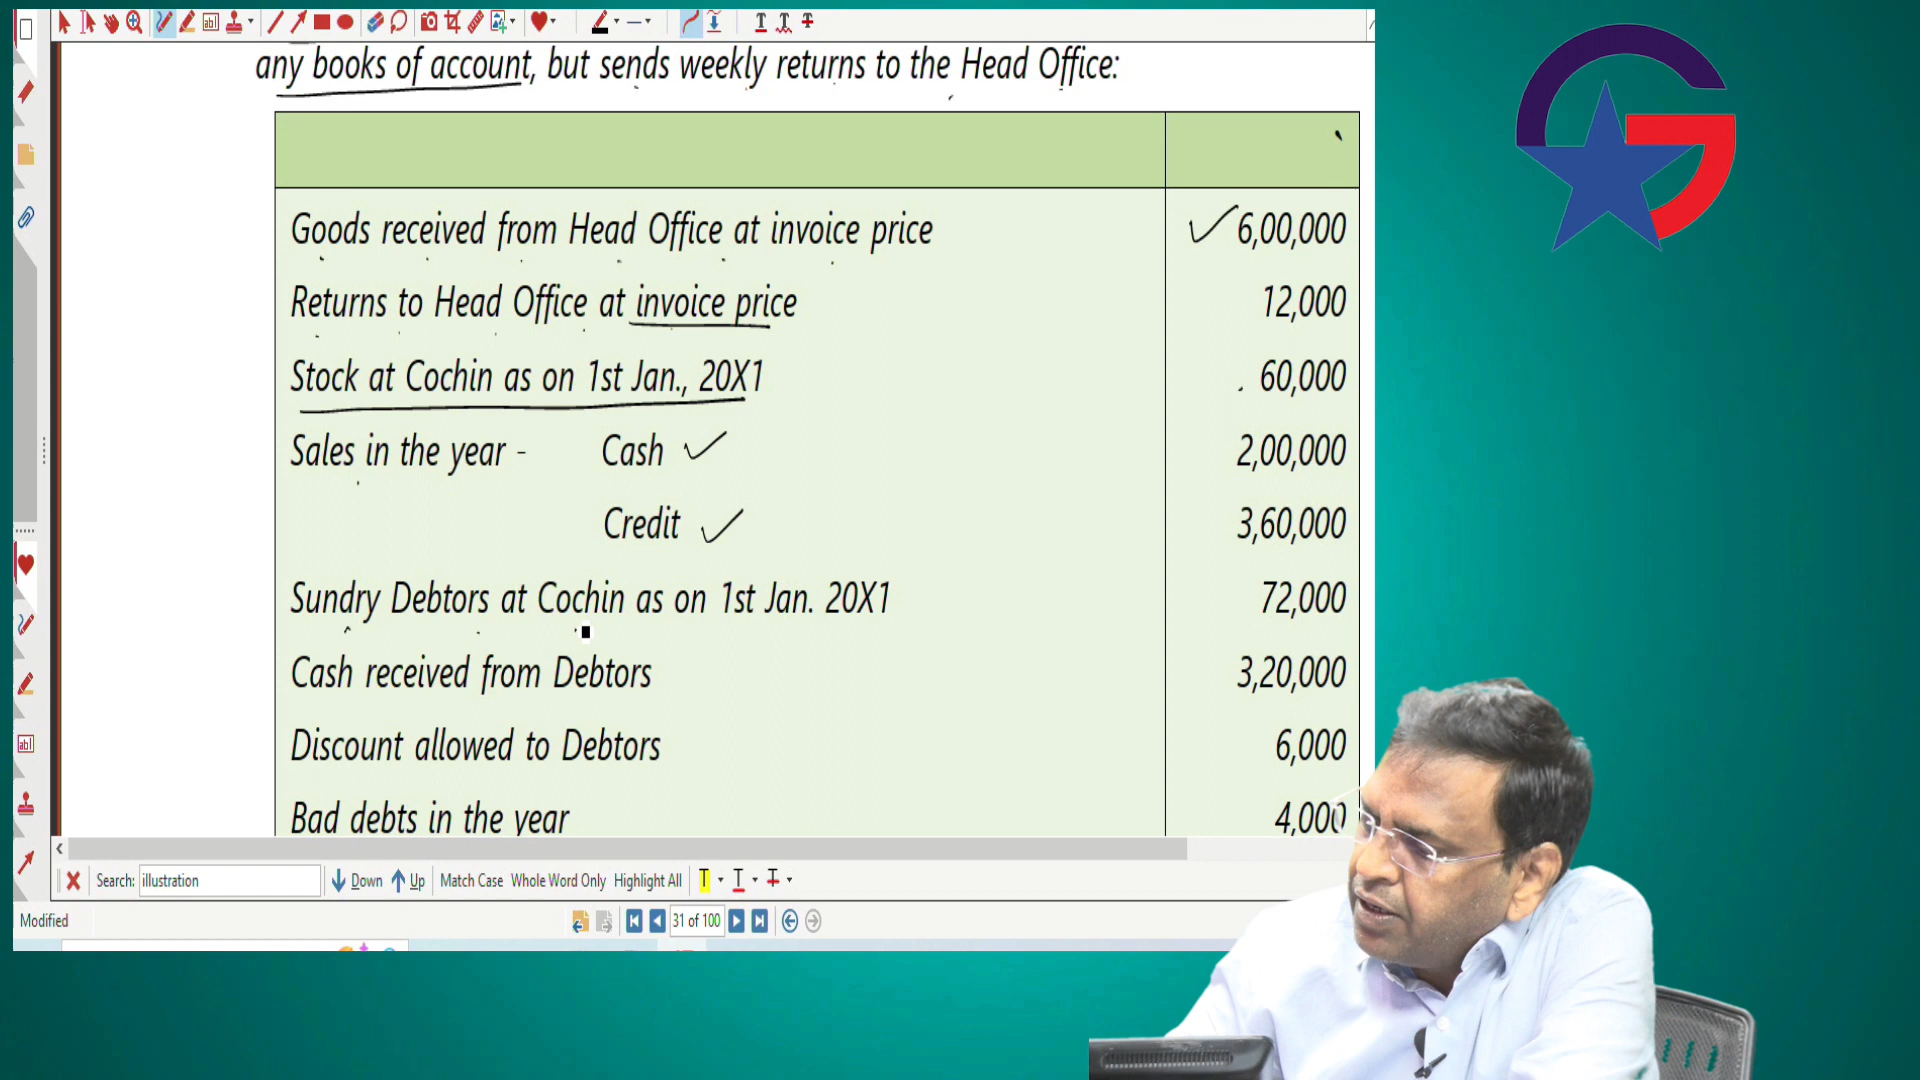 any books of account, but sends weekly returns to the Head Office:
Goods received from Head Office at invoice price 6,00,000
Returns to Head Office at invoice price 12,000
Stock at Cochin as on 1st Jan., 20X1 60,000
Sales in the year - Cash 2,00,000
Credit 3,60,000
Sundry Debtors at Cochin as on 1st Jan. 20X1 72,000
Cash received from Debtors 3,20,000
Discount allowed to Debtors 6,000
Bad debts in the year 4,000
Search: illustration Down Up Match Case Whole Word Only Highlight All
Modified 31 of 100